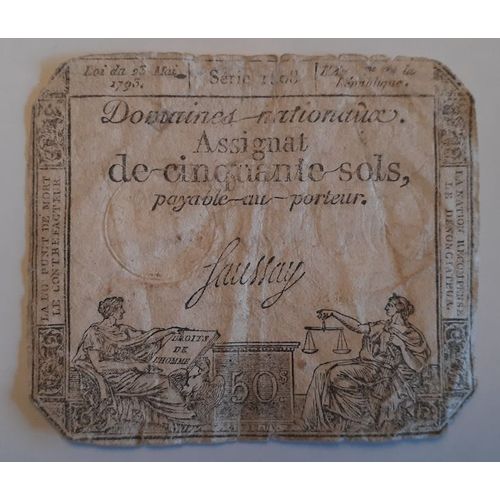 Loi du 23 Mai
1793.
Série
République.
Domaines nationaux.
Assignat
de cinquante sols,
payable au porteur.
LA LOI PUNIT DE MORT
LE CONTREFACTEUR
LA NATION RÉCOMPENSE
LE DÉNONCIATEUR
Saussay
DROITS
DE
L'HOMME
50.s